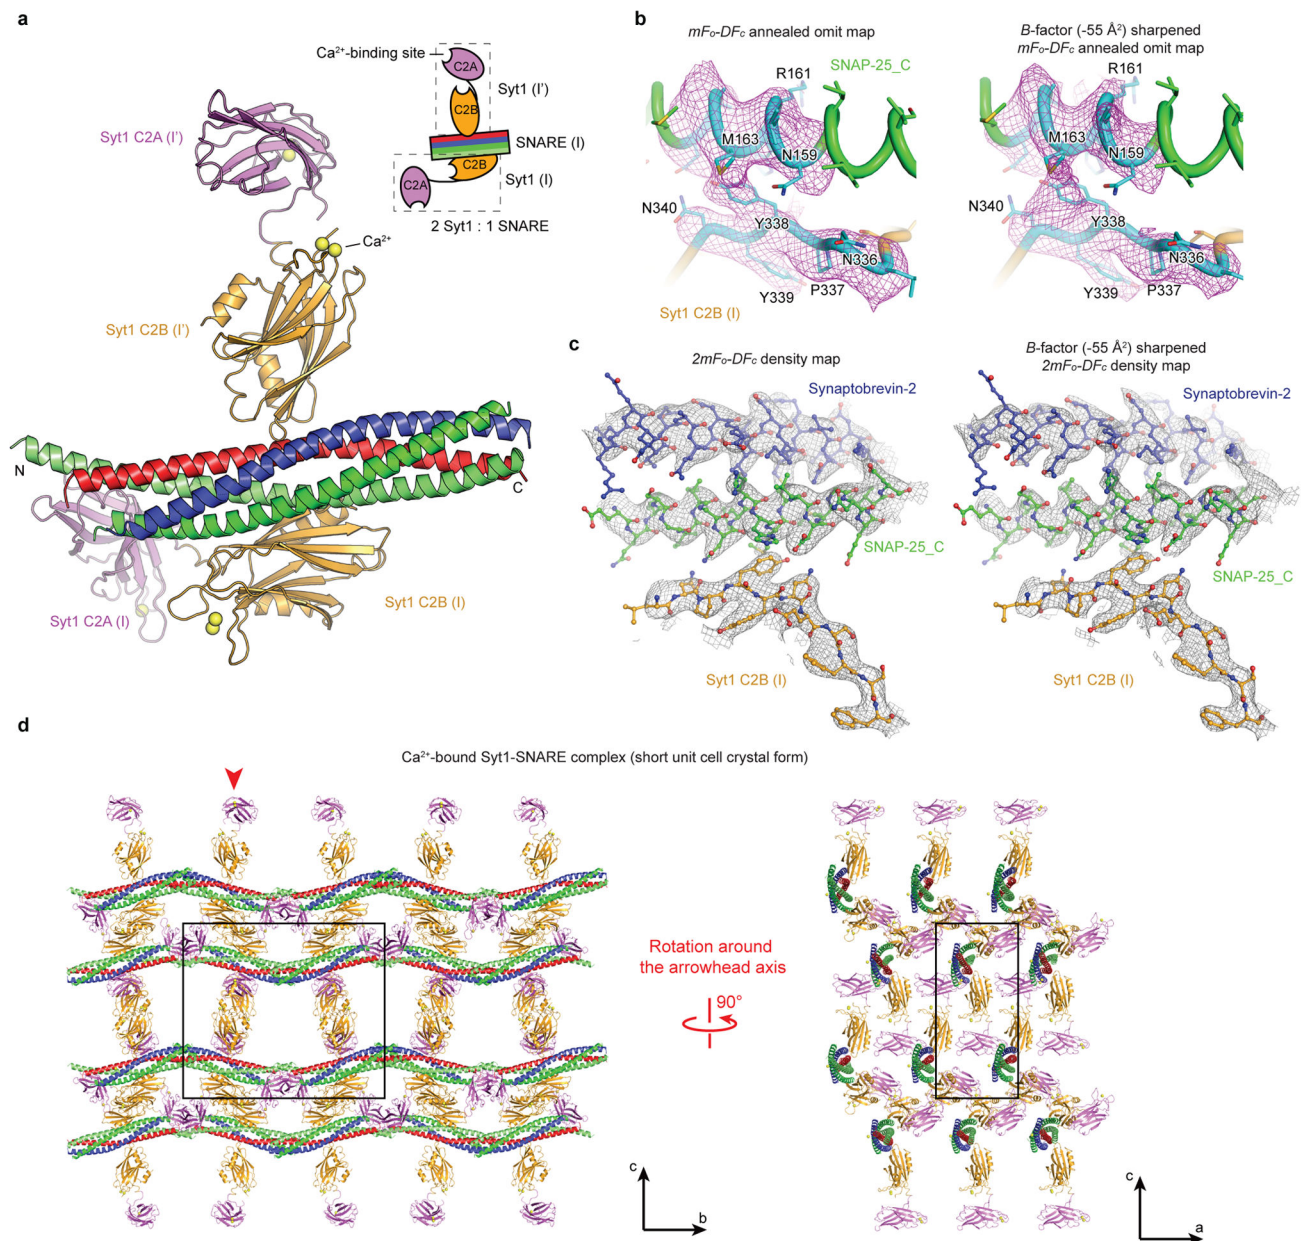 a
Ca²⁺-binding site
C2A
C2B
Syt1 (I')
SNARE (I)
C2B
C2A
Syt1 (I)
2 Syt1 : 1 SNARE
Syt1 C2A (I')
Ca²⁺
Syt1 C2B (I')
N
C
Syt1 C2A (I)
Syt1 C2B (I)
b
mFₒ-DF꜀ annealed omit map
R161
SNAP-25_C
M163
N159
N340
Y338
N336
Y339
P337
Syt1 C2B (I)
B-factor (-55 Å²) sharpened
mFₒ-DF꜀ annealed omit map
R161
M163
N159
N340
Y338
N336
Y339
P337
c
2mFₒ-DF꜀ density map
Synaptobrevin-2
SNAP-25_C
Syt1 C2B (I)
B-factor (-55 Å²) sharpened
2mFₒ-DF꜀ density map
Synaptobrevin-2
SNAP-25_C
Syt1 C2B (I)
d
Ca²⁺-bound Syt1-SNARE complex (short unit cell crystal form)
Rotation around
the arrowhead axis
90°
c
b
c
a